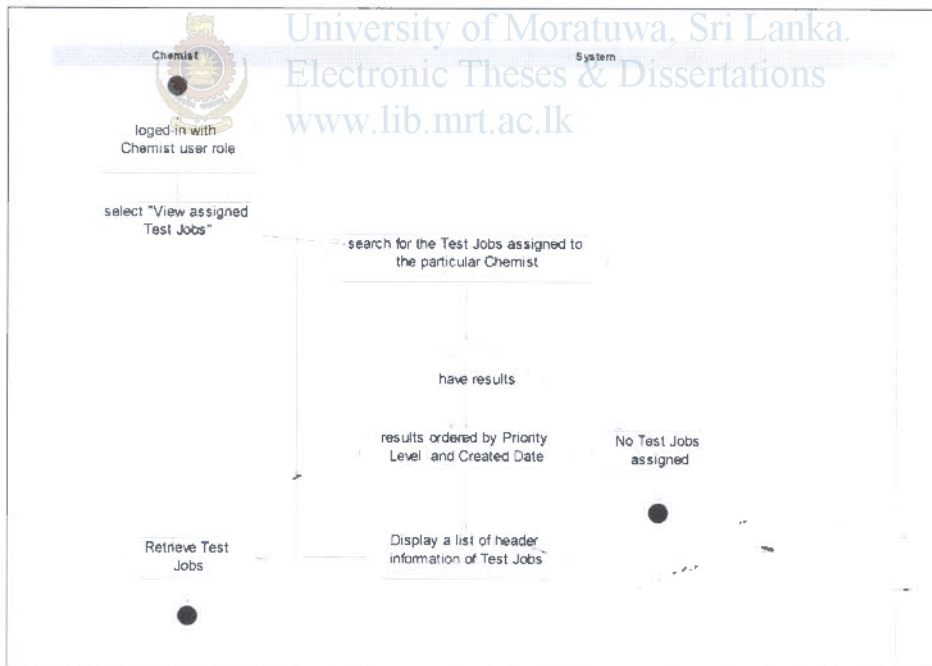 University of Moratuwa, Sri Lanka.
Electronic Theses & Dissertations
www.lib.mrt.ac.lk
Chemist
System
loged-in with
Chemist user role
select "View assigned
Test Jobs"
search for the Test Jobs assigned to
the particular Chemist
have results
results ordered by Priority
Level and Created Date
No Test Jobs
assigned
Retrieve Test
Jobs
Display a list of header
information of Test Jobs